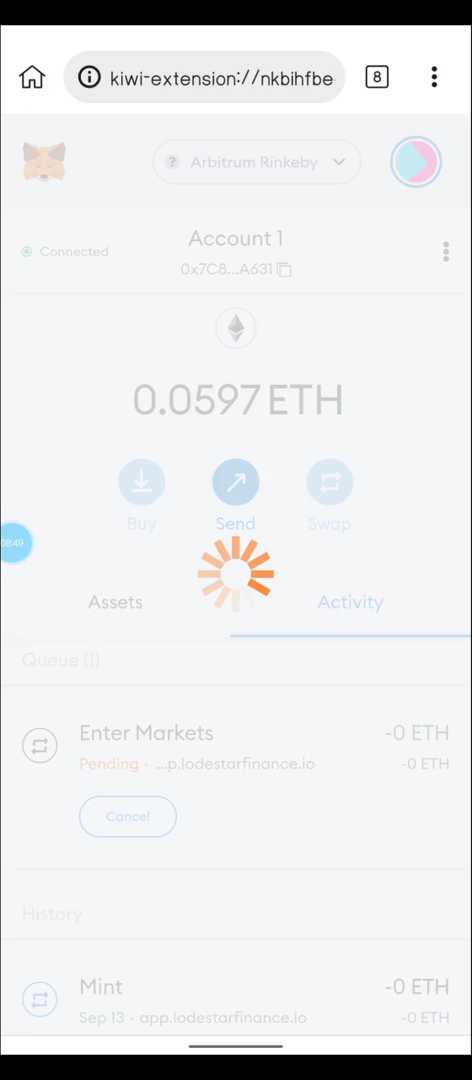 kiwi-extension://nkbihfbe
8
? Arbitrum Rinkeby
Connected
Account 1
0x7C8...A631
0.0597 ETH
Buy
Send
Swap
08:49
Assets
Activity
Queue (1)
Enter Markets
-0 ETH
Pending · ...p.lodestarfinance.io
-0 ETH
Cancel
History
Mint
-0 ETH
Sep 13 · app.lodestarfinance.io
-0 ETH